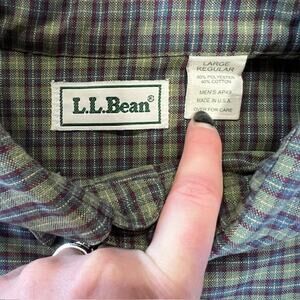 L.L.Bean®
LARGE
REGULAR
60% POLYESTER
40% COTTON
MEN'S
MADE IN U.S.A.
OVER FOR CARE